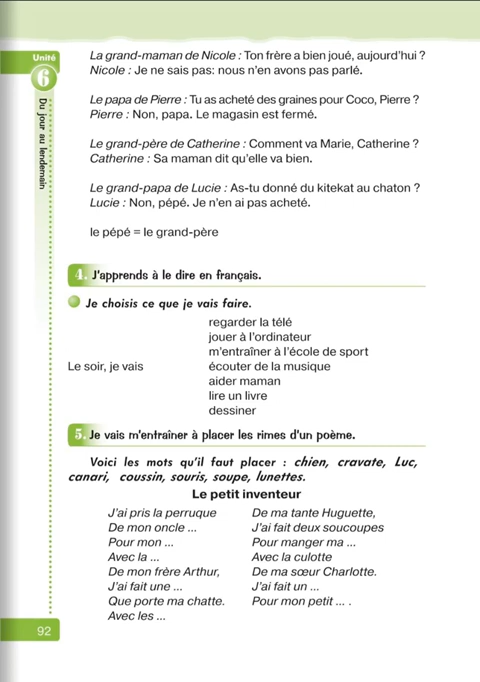 Unité
6
Du jour au lendemain
La grand-maman de Nicole : Ton frère a bien joué, aujourd'hui ?
Nicole : Je ne sais pas: nous n'en avons pas parlé.
Le papa de Pierre : Tu as acheté des graines pour Coco, Pierre ?
Pierre : Non, papa. Le magasin est fermé.
Le grand-père de Catherine : Comment va Marie, Catherine ?
Catherine : Sa maman dit qu'elle va bien.
Le grand-papa de Lucie : As-tu donné du kitekat au chaton ?
Lucie : Non, pépé. Je n'en ai pas acheté.
le pépé = le grand-père
4. J'apprends à le dire en français.
Je choisis ce que je vais faire.
regarder la télé
jouer à l'ordinateur
m'entraîner à l'école de sport
Le soir, je vais écouter de la musique
aider maman
lire un livre
dessiner
5. Je vais m'entraîner à placer les rimes d'un poème.
Voici les mots qu'il faut placer : chien, cravate, Luc,
canari, coussin, souris, soupe, lunettes.
Le petit inventeur
J'ai pris la perruque
De mon oncle ...
Pour mon ...
Avec la ...
De mon frère Arthur,
J'ai fait une ...
Que porte ma chatte.
Avec les ...
De ma tante Huguette,
J'ai fait deux soucoupes
Pour manger ma ...
Avec la culotte
De ma sœur Charlotte.
J'ai fait un ...
Pour mon petit ... .
92